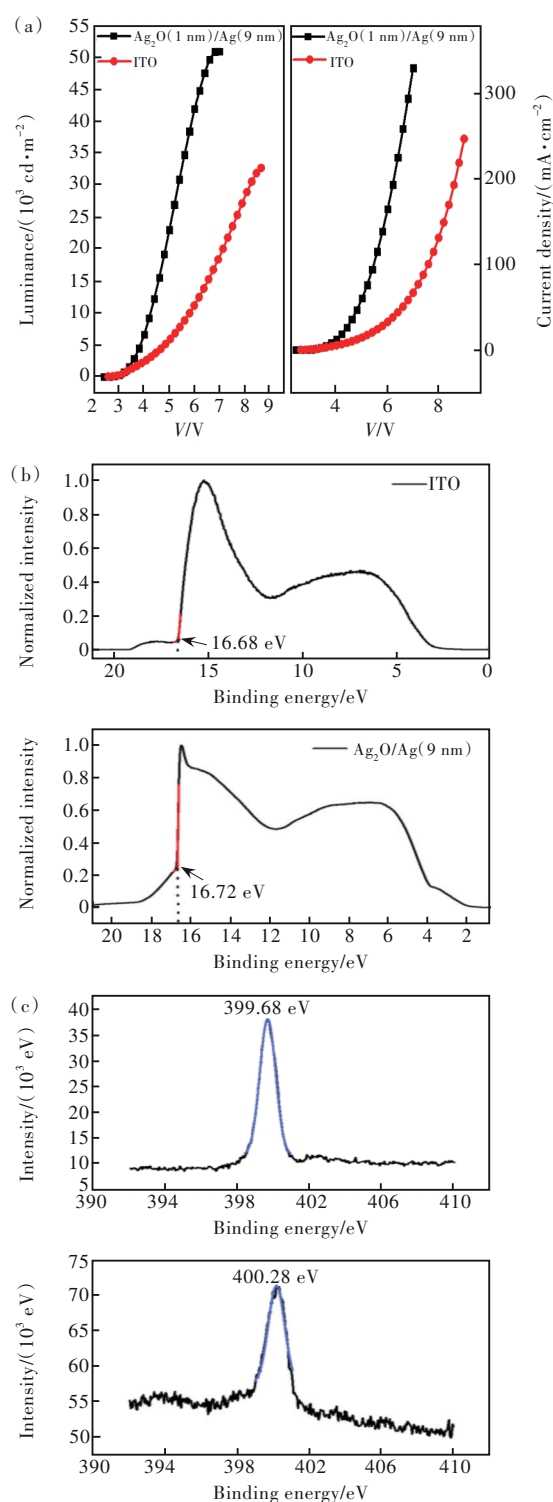 (a)
Ag₂O(1 nm)/Ag(9 nm)
ITO
Luminance/(10³ cd·m⁻²)
55
50
45
40
35
30
25
20
15
10
5
0
2 3 4 5 6 7 8 9
V/V
Ag₂O(1 nm)/Ag(9 nm)
ITO
Current density/(mA·cm⁻²)
300
200
100
0
4 6 8
V/V
(b)
ITO
Normalized intensity
1.0
0.8
0.6
0.4
0.2
0
16.68 eV
20 15 10 5 0
Binding energy/eV
Ag₂O/Ag(9 nm)
Normalized intensity
1.0
0.8
0.6
0.4
0.2
0
16.72 eV
20 18 16 14 12 10 8 6 4 2
Binding energy/eV
(c)
399.68 eV
Intensity/(10³ eV)
40
35
30
25
20
15
10
5
390 394 398 402 406 410
Binding energy/eV
400.28 eV
Intensity/(10³ eV)
75
70
65
60
55
50
390 394 398 402 406 410
Binding energy/eV